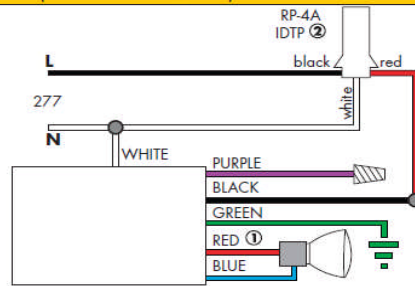 RP-4A
IDTP ②
black
red
L
277
white
N
WHITE
PURPLE
BLACK
GREEN
RED ①
BLUE